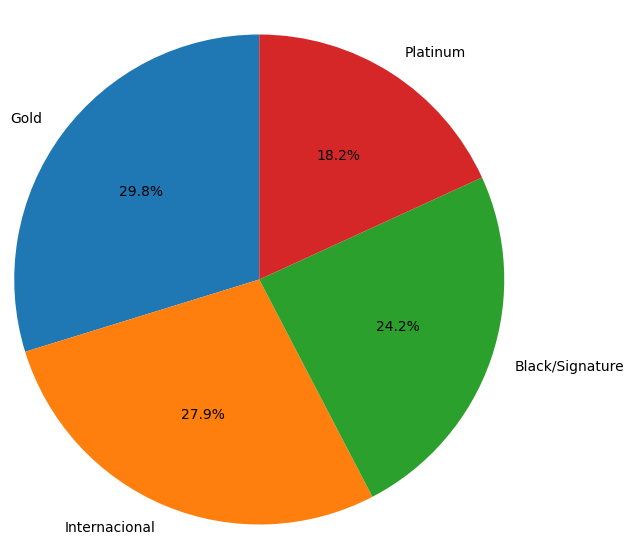 Platinum
Gold
18.2%
29.8%
24.2%
Black/Signature
27.9%
Internacional